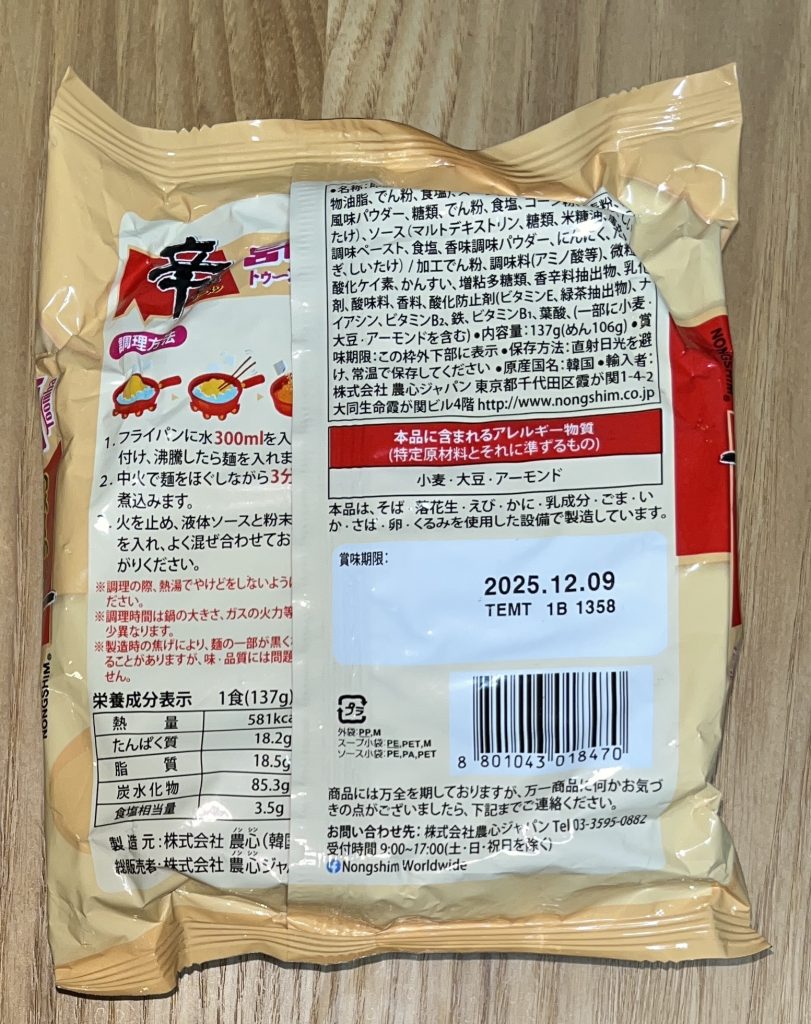 辛
トゥーン
調理方法
1. フライパンに水300mlを入
付け、沸騰したら麺を入れま
2. 中火で麺をほぐしながら3分
煮込みます。
火を止め、液体ソースと粉末
を入れ、よく混ぜ合わせてお
がりください。
※調理の際、熱湯でやけどをしないよう
ださい。
※調理時間は鍋の大きさ、ガスの火力等
少異なります。
※製造時の焦げにより、麺の一部が黒く
ることがありますが、味・品質には問題
せん。
栄養成分表示 1食(137g)
熱量 581kca
たんぱく質 18.2g
脂質 18.5g
炭水化物 85.3g
食塩相当量 3.5g
製造元:株式会社 農心(韓国
総販売者:株式会社 農心ジャ
NONGSHIM®
•名称:
物油脂、でん粉、食塩、
風味パウダー、糖類、でん粉、食塩、コーン
たけ)、ソース(マルトデキストリン、糖類、米糠油、
調味ペースト、食塩、香味調味パウダー、にんにく、
ぎ、しいたけ) / 加工でん粉、調味料(アミノ酸等)、微粒
酸化ケイ素、かんすい、増粘多糖類、香辛料抽出物、乳化
剤、酸味料、香料、酸化防止剤(ビタミンE、緑茶抽出物)、ナ
イアシン、ビタミンB₂、鉄、ビタミンB₁、葉酸、(一部に小麦・
大豆・アーモンドを含む) •内容量:137g(めん106g) •賞
味期限:この枠外下部に表示 •保存方法:直射日光を避
け、常温で保存してください •原産国名:韓国 •輸入者:
株式会社 農心ジャパン 東京都千代田区霞が関1-4-2
大同生命霞が関ビル4階 http://www.nongshim.co.jp
本品に含まれるアレルギー物質
(特定原材料とそれに準ずるもの)
小麦・大豆・アーモンド
本品は、そば・落花生・えび・かに・乳成分・ごま・い
か・さば・卵・くるみを使用した設備で製造しています。
賞味期限:
2025.12.09
TEMT 1B 1358
プラ
外袋:PP,M
スープ小袋:PE,PET,M
ソース小袋:PE,PA,PET
8 801043 018470
商品には万全を期しておりますが、万一商品に何かお気づ
きの点がございましたら、下記までご連絡ください。
お問い合わせ先: 株式会社農心ジャパン Tel 03-3595-0882
受付時間 9:00~17:00(土・日・祝日を除く)
Nongshim Worldwide
NONGSHIM®